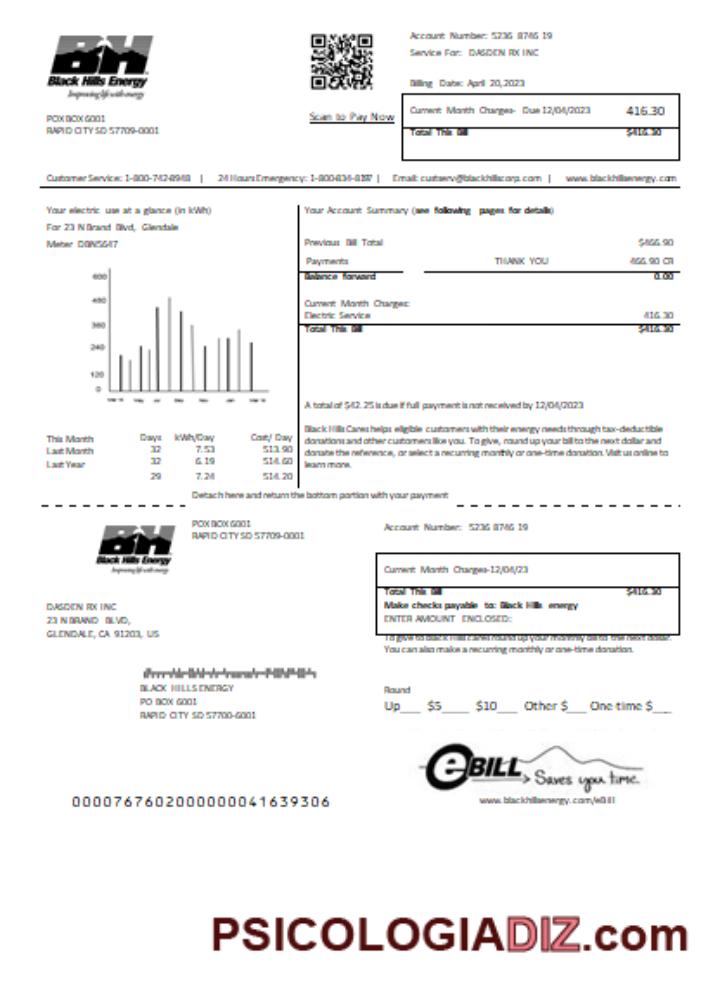 BH
Black Hills Energy
Improving life with energy
POX BOX 6001
RAPID CITY SD 57709-0001
Scan to Pay Now
Account Number: 5236 8746 19
Service For: DASDEN RX INC
Billing Date: April 20,2023
Current Month Charges- Due 12/04/2023 416.30
Total This Bill $416.30
Customer Service: 1-800-742-8948 | 24 Hours Emergency: 1-800-834- | Email: custserv@blackhillscorp.com | www.blackhillsenergy.com
Your electric use at a glance (in kWh)
For 23 N Brand Blvd, Glendale
Meter DBN5647
600
480
360
240
120
0
This Month
Last Month
Last Year
Days kWh/Day Cost/ Day
32 7.53 $13.90
32 6.19 $14.60
29 7.24 $14.20
Your Account Summary (see following pages for details)
Previous Bill Total $466.90
Payments THANK YOU 466.90 CR
Balance forward 0.00
Current Month Charges:
Electric Service 416.30
Total This Bill $416.30
A total of $42.25 is due if full payment is not received by 12/04/2023
Black Hills Cares helps eligible customers with their energy needs through tax-deductible
donations and other customers like you. To give, round up your bill to the next dollar and
donate the reference, or select a recurring monthly or one-time donation. Visit us online to
learn more.
Detach here and return the bottom portion with your payment
BH
Black Hills Energy
Improving life with energy
POX BOX 6001
RAPID CITY SD 57709-0001
Account Number: 5236 8746 19
Current Month Charges-12/04/23
Total This Bill $416.30
Make checks payable to: Black Hills energy
ENTER AMOUNT ENCLOSED:
To give to Black Hills cares round up your monthly bill to the next dollar.
You can also make a recurring monthly or one-time donation.
DASDEN RX INC
23 N BRAND BLVD,
GLENDALE, CA 91203, US
BLACK HILLS ENERGY
PO BOX 6001
RAPID CITY SD 57700-6001
Round
Up___ $5____ $10___ Other $___ One time $___
eBILL Saves you time.
www.blackhillsenergy.com/eBill
00007676020000000041639306
PSICOLOGIADIZ.com